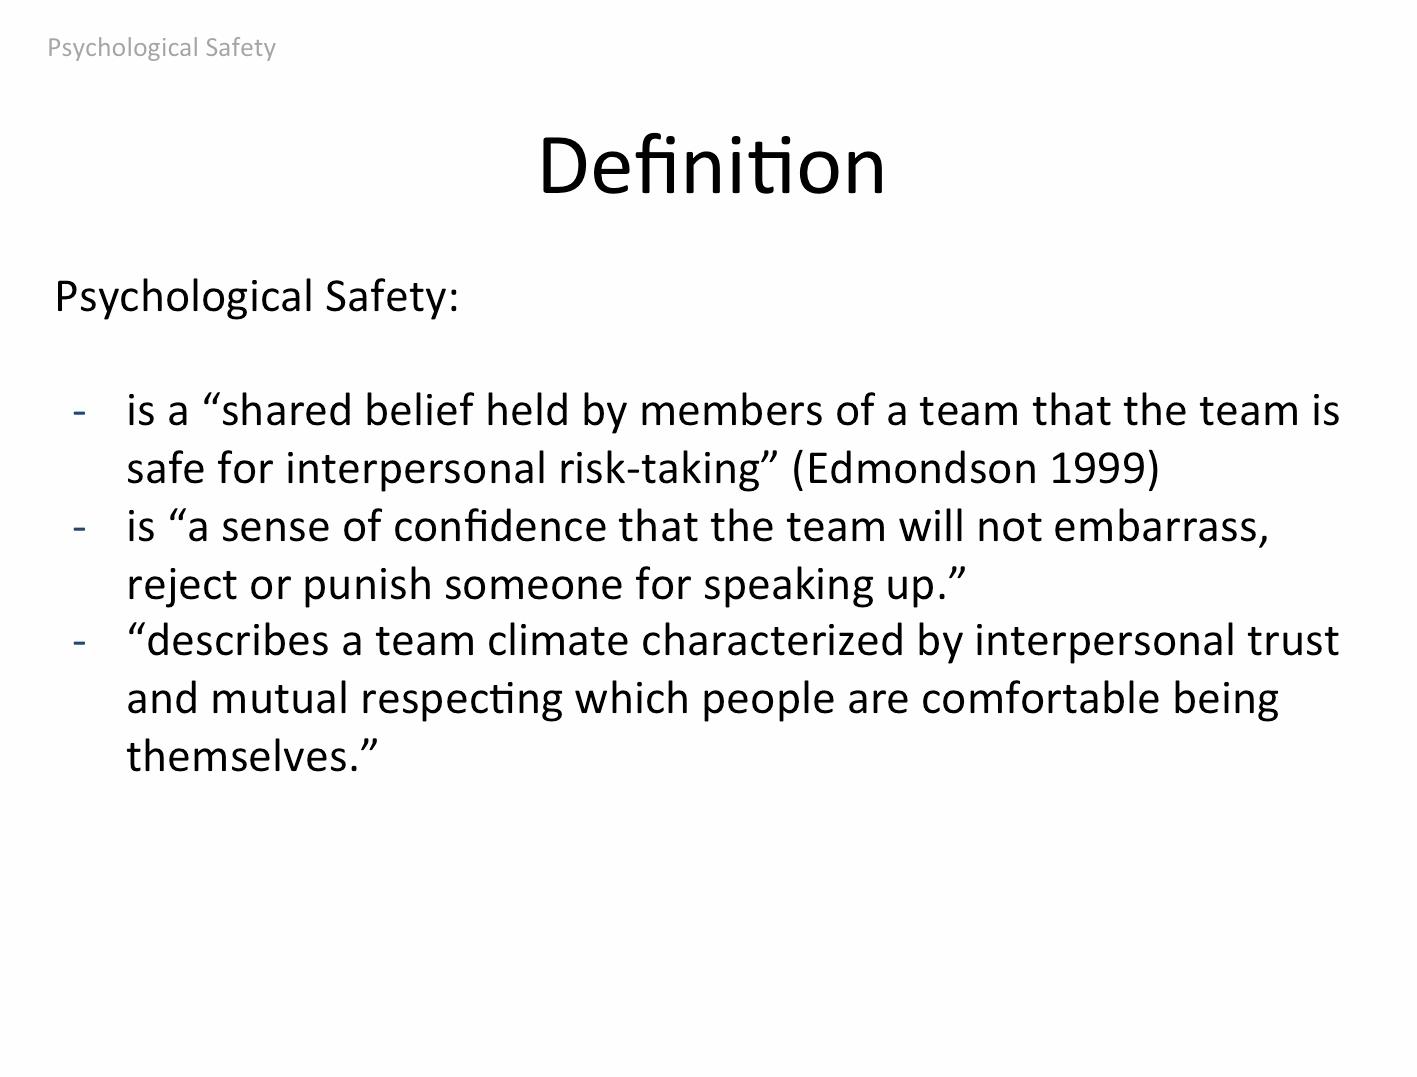 Psychological Safety
Definition
Psychological Safety:
- is a “shared belief held by members of a team that the team is
safe for interpersonal risk-taking” (Edmondson 1999)
- is “a sense of confidence that the team will not embarrass,
reject or punish someone for speaking up.”
- “describes a team climate characterized by interpersonal trust
and mutual respecting which people are comfortable being
themselves.”